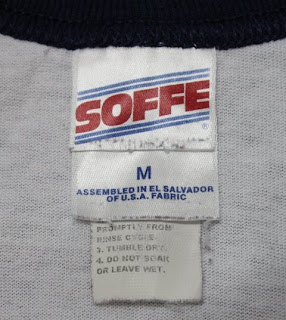 SOFFE
®
M
ASSEMBLED IN EL SALVADOR
OF U.S.A. FABRIC
PROMPTLY FROM
RINSE CYCLE.
3. TUMBLE DRY.
4. DO NOT SOAK
OR LEAVE WET.